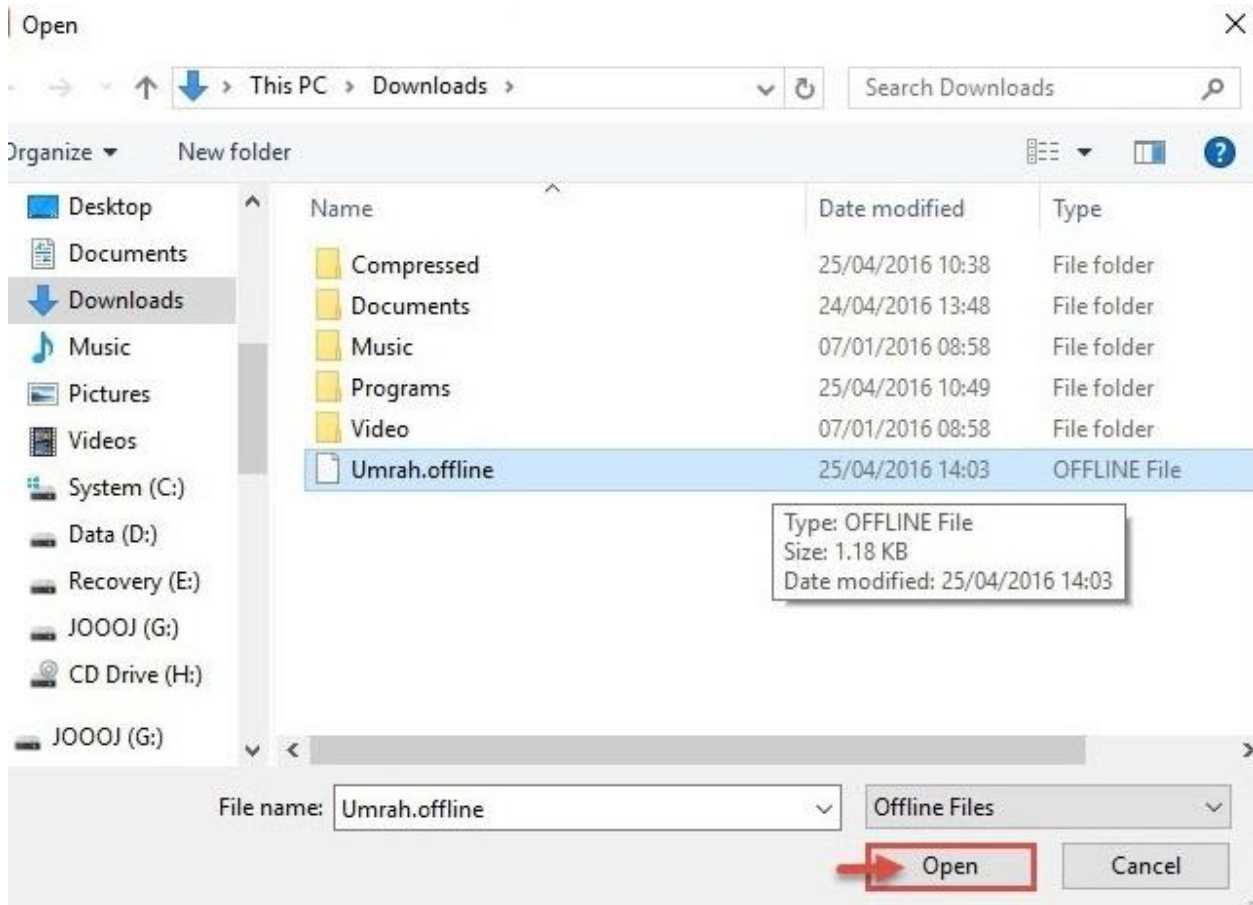 Open
This PC > Downloads >
Search Downloads
Organize
New folder
Desktop
Documents
Downloads
Music
Pictures
Videos
System (C:)
Data (D:)
Recovery (E:)
JOOOJ (G:)
CD Drive (H:)
JOOOJ (G:)
Name Date modified Type
Compressed 25/04/2016 10:38 File folder
Documents 24/04/2016 13:48 File folder
Music 07/01/2016 08:58 File folder
Programs 25/04/2016 10:49 File folder
Video 07/01/2016 08:58 File folder
Umrah.offline 25/04/2016 14:03 OFFLINE File
Type: OFFLINE File
Size: 1.18 KB
Date modified: 25/04/2016 14:03
File name: Umrah.offline
Offline Files
Open
Cancel